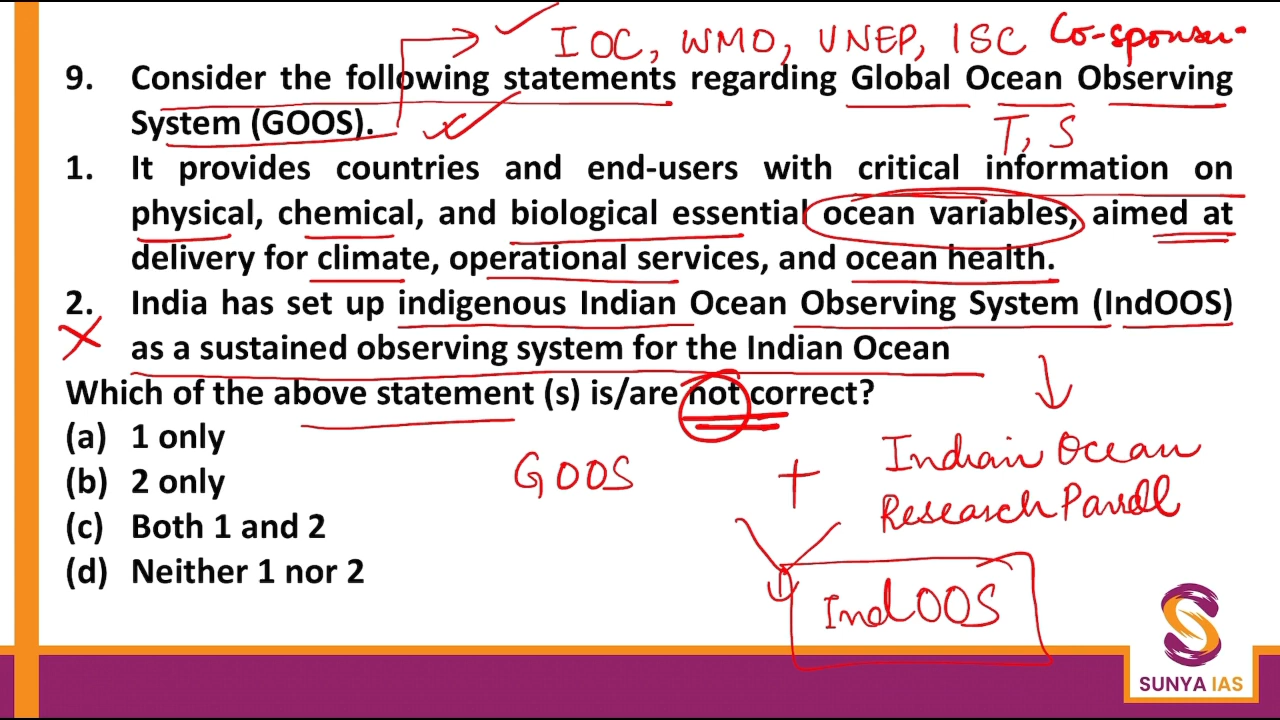 IOC, WMO, UNEP, ISC Co-sponsor
9. Consider the following statements regarding Global Ocean Observing
System (GOOS).
T, S
1. It provides countries and end-users with critical information on
physical, chemical, and biological essential ocean variables, aimed at
delivery for climate, operational services, and ocean health.
2. India has set up indigenous Indian Ocean Observing System (IndOOS)
as a sustained observing system for the Indian Ocean
Which of the above statement (s) is/are not correct?
(a) 1 only
(b) 2 only
(c) Both 1 and 2
(d) Neither 1 nor 2
GOOS + Indian Ocean
Research
IndOOS
SUNYA IAS